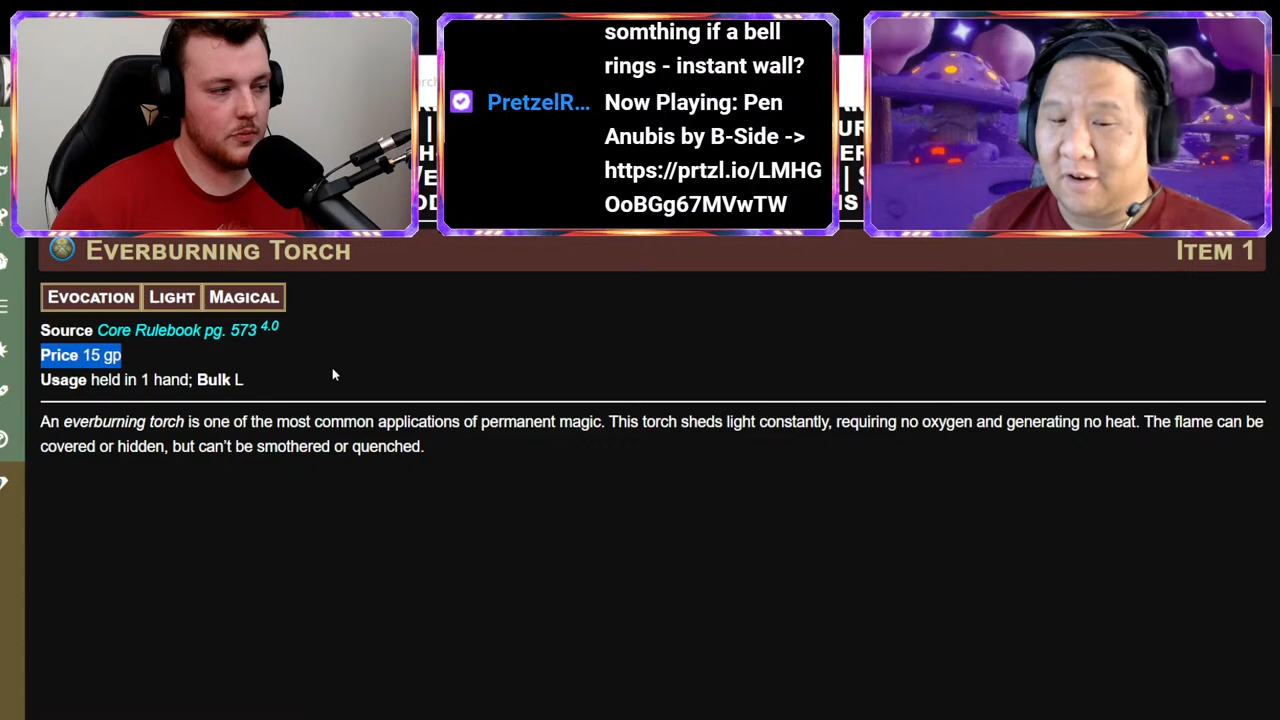 somthing if a bell
rings - instant wall?
PretzelR... Now Playing: Pen
Anubis by B-Side ->
https://prtzl.io/LMHG
OoBGg67MVwTW
Everburning Torch
Item 1
Evocation Light Magical
Source Core Rulebook pg. 573 4.0
Price 15 gp
Usage held in 1 hand; Bulk L
An everburning torch is one of the most common applications of permanent magic. This torch sheds light constantly, requiring no oxygen and generating no heat. The flame can be
covered or hidden, but can't be smothered or quenched.